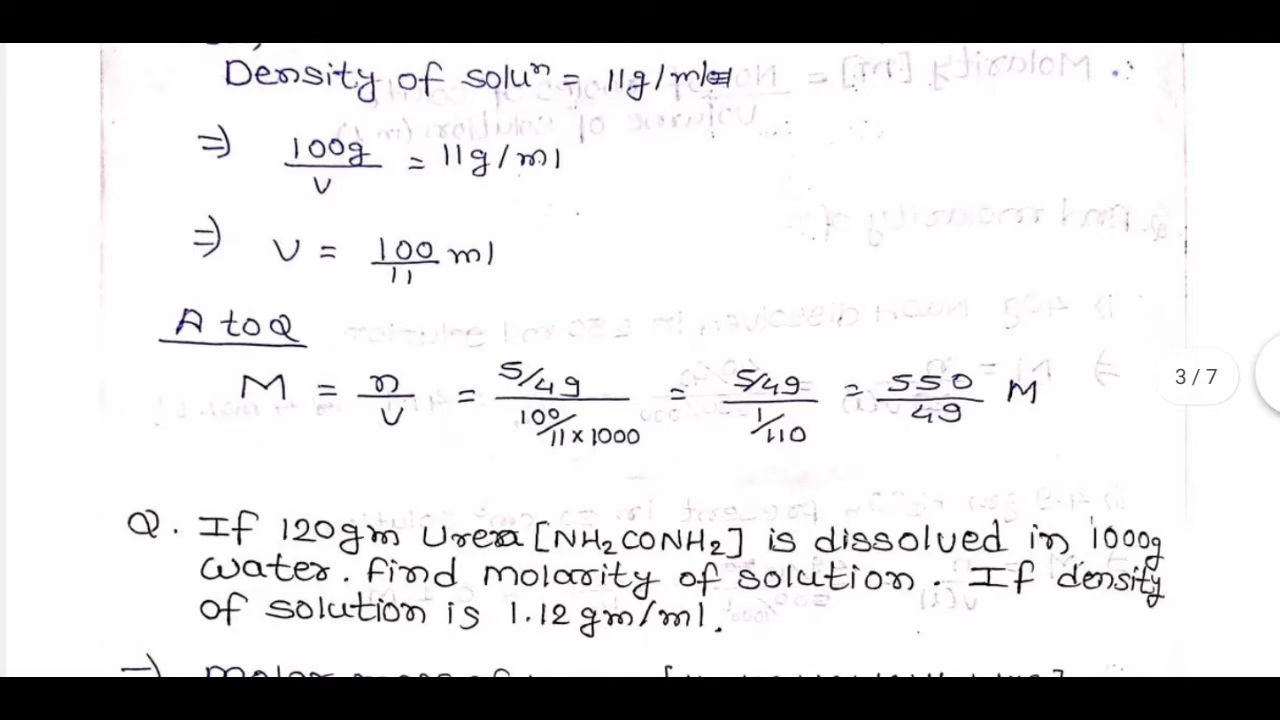 Density of soluⁿ = 11g/ml
⇒ 100g/V = 11g/ml
⇒ V = 100/11 ml
A to Q
M = n/V = (5/49)/(100/11×1000) = (5/49)/(1/110) = 550/49 M
3 / 7
Q. If 120gm Urea [NH₂CONH₂] is dissolved in 1000g
water. find molarity of solution. If density
of solution is 1.12 gm/ml.